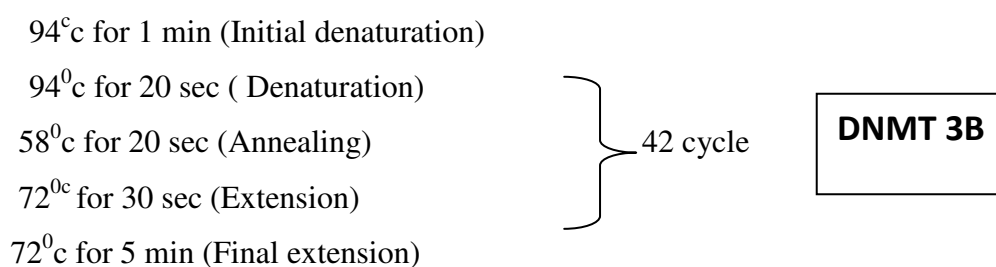 94ᶜc for 1 min (Initial denaturation)
94⁰c for 20 sec ( Denaturation)
58⁰c for 20 sec (Annealing)
42 cycle
DNMT 3B
72⁰ᶜ for 30 sec (Extension)
72⁰c for 5 min (Final extension)